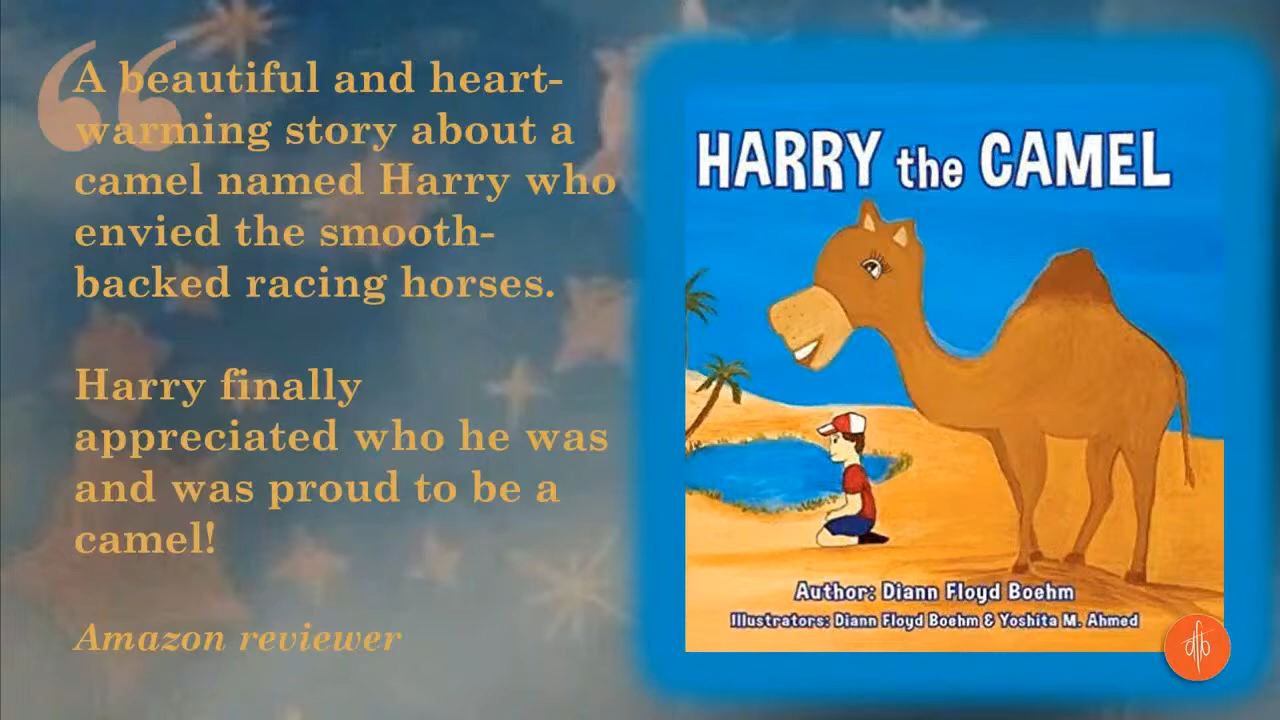 “
A beautiful and heart-
warming story about a
camel named Harry who
envied the smooth-
backed racing horses.
Harry finally
appreciated who he was
and was proud to be a
camel!
Amazon reviewer
HARRY the CAMEL
Author: Diann Floyd Boehm
Illustrators: Diann Floyd Boehm & Yoshita M. Ahmed
dfb